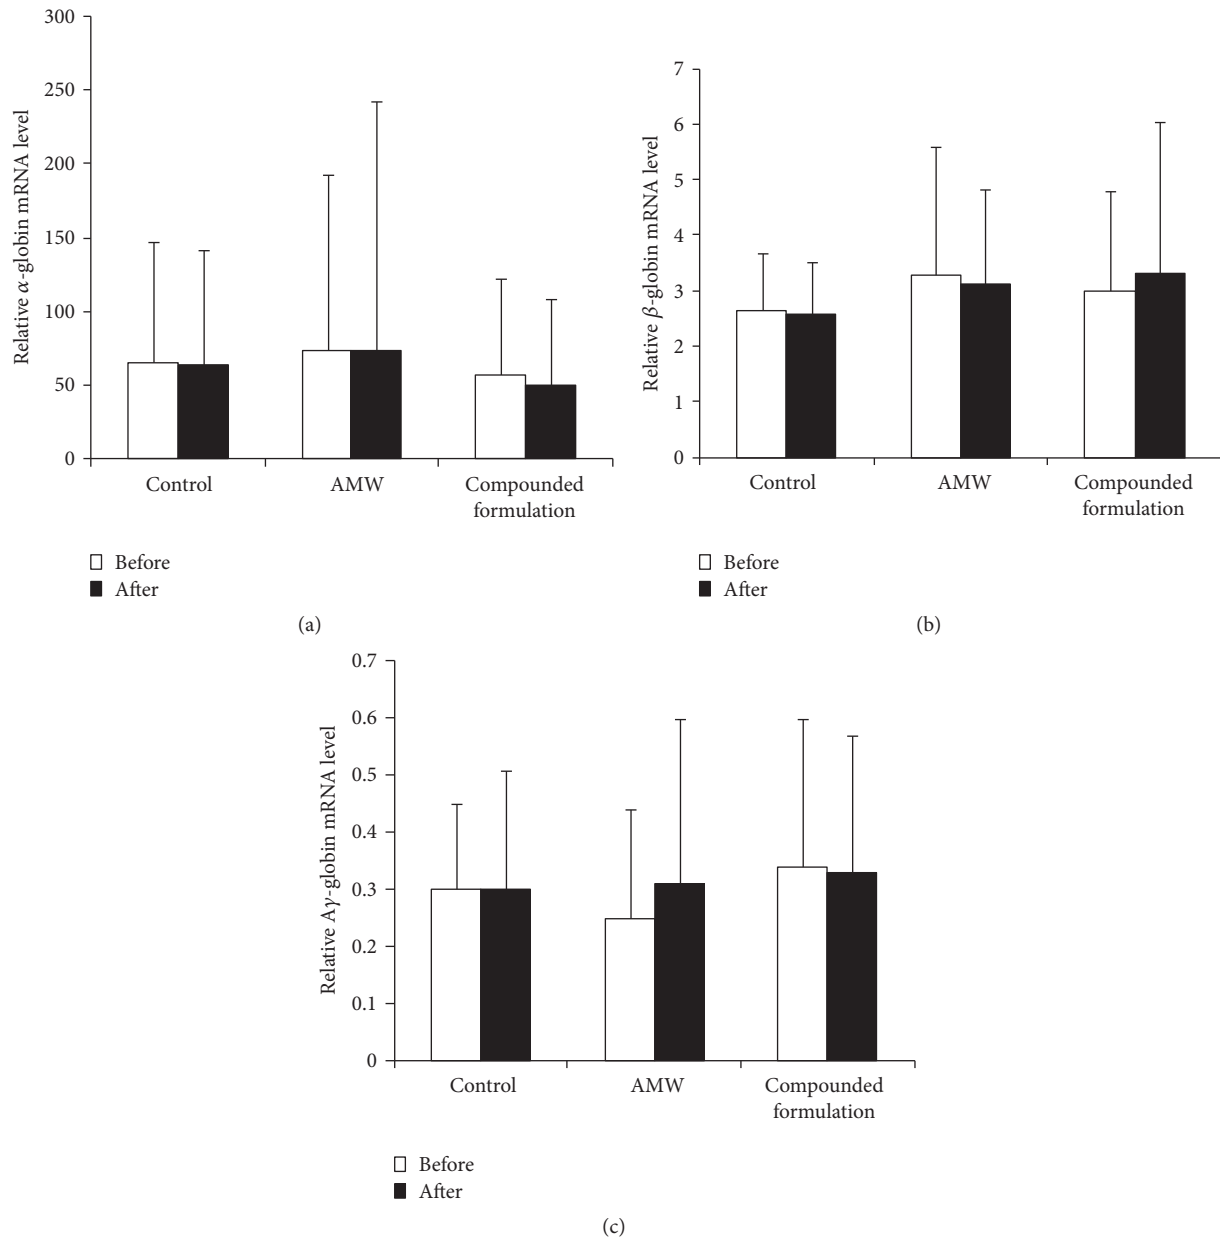 300
250
200
150
100
50
0
Relative α-globin mRNA level
Control
AMW
Compounded
formulation
Before
After
(a)
7
6
5
4
3
2
1
0
Relative β-globin mRNA level
Control
AMW
Compounded
formulation
Before
After
(b)
0.7
0.6
0.5
0.4
0.3
0.2
0.1
0
Relative Aγ-globin mRNA level
Control
AMW
Compounded
formulation
Before
After
(c)